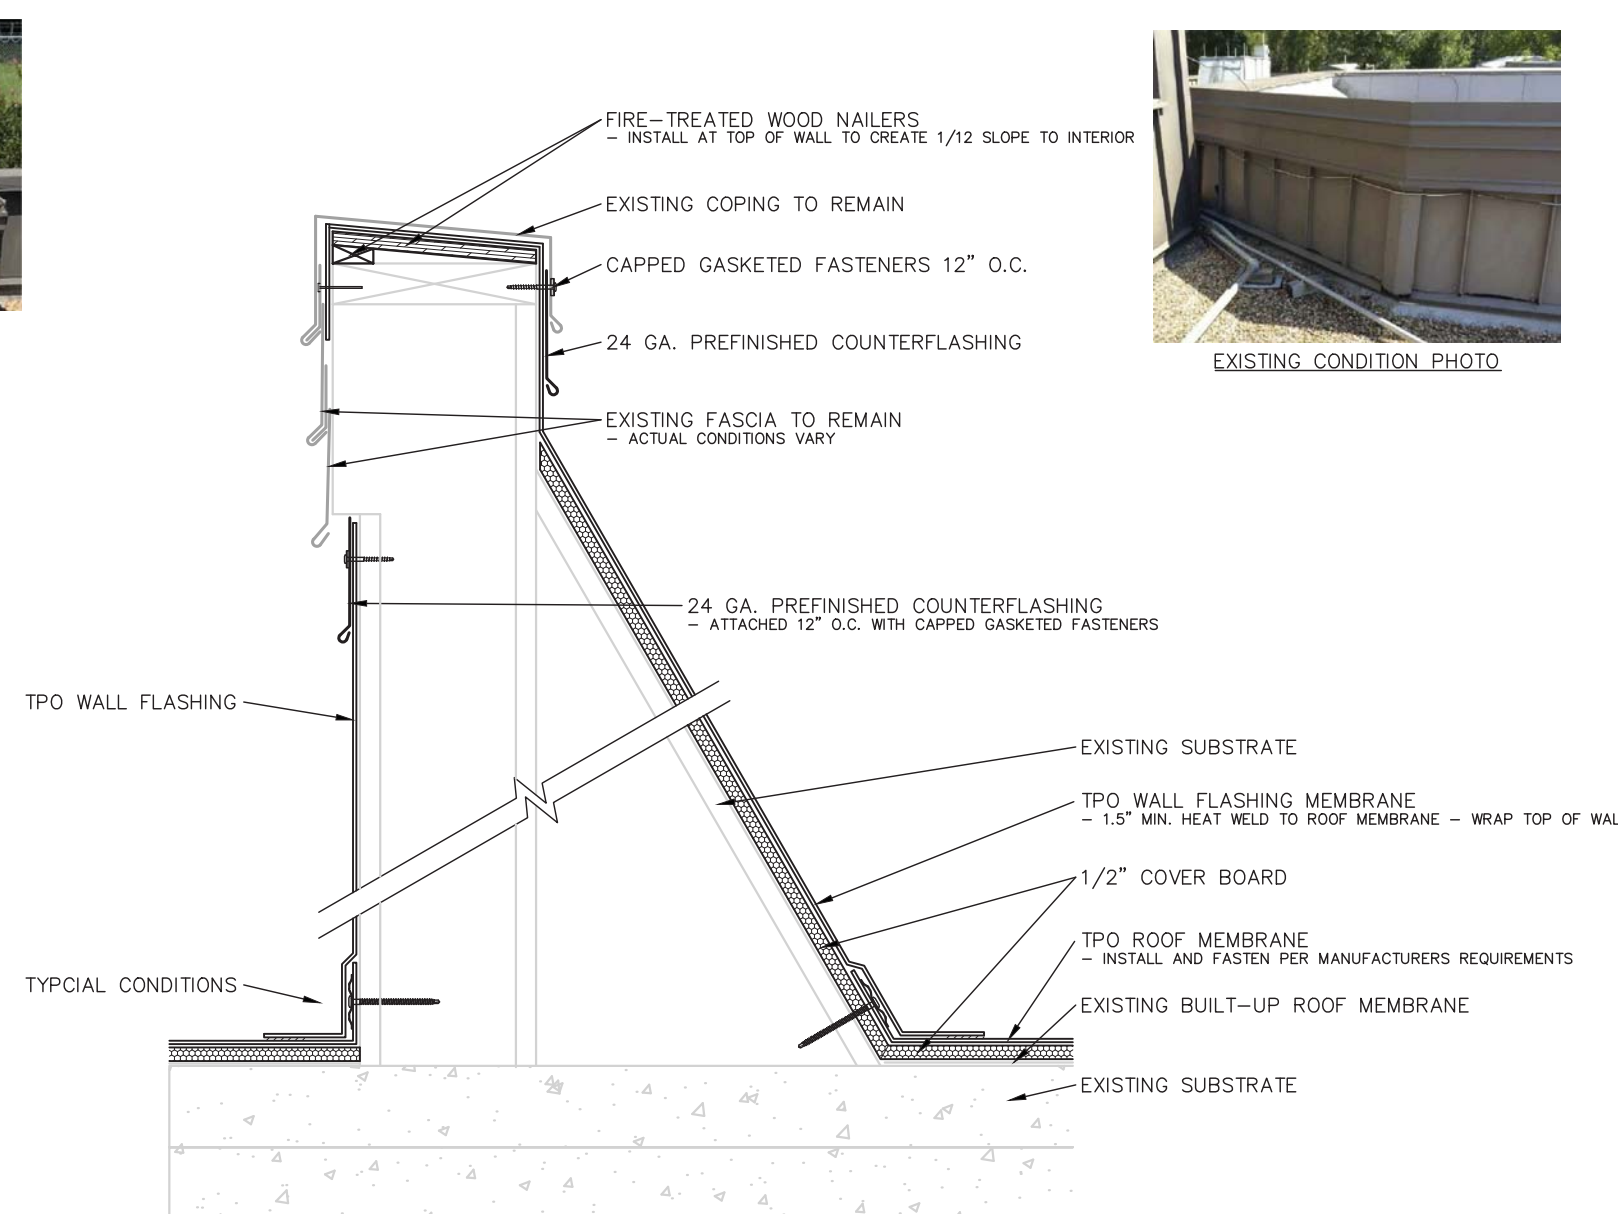 FIRE-TREATED WOOD NAILERS
- INSTALL AT TOP OF WALL TO CREATE 1/12 SLOPE TO INTERIOR
EXISTING COPING TO REMAIN
CAPPED GASKETED FASTENERS 12" O.C.
24 GA. PREFINISHED COUNTERFLASHING
EXISTING CONDITION PHOTO
EXISTING FASCIA TO REMAIN
- ACTUAL CONDITIONS VARY
24 GA. PREFINISHED COUNTERFLASHING
- ATTACHED 12" O.C. WITH CAPPED GASKETED FASTENERS
TPO WALL FLASHING
EXISTING SUBSTRATE
TPO WALL FLASHING MEMBRANE
- 1.5" MIN. HEAT WELD TO ROOF MEMBRANE - WRAP TOP OF WAL
1/2" COVER BOARD
TPO ROOF MEMBRANE
- INSTALL AND FASTEN PER MANUFACTURERS REQUIREMENTS
TYPCIAL CONDITIONS
EXISTING BUILT-UP ROOF MEMBRANE
EXISTING SUBSTRATE